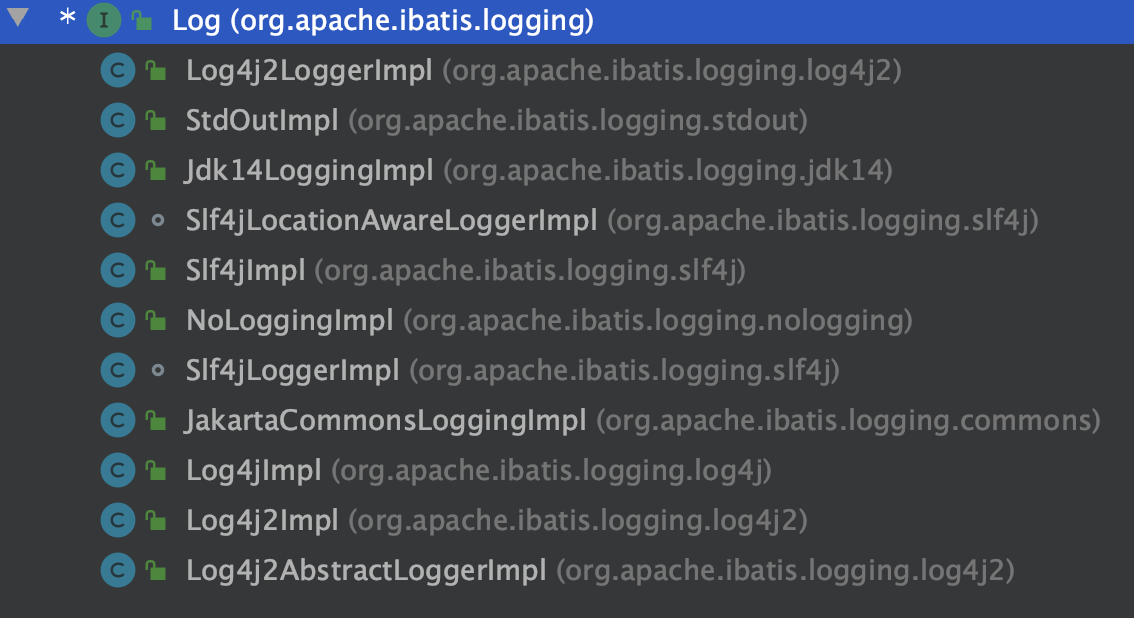 * I Log (org.apache.ibatis.logging)
C Log4j2LoggerImpl (org.apache.ibatis.logging.log4j2)
C StdOutImpl (org.apache.ibatis.logging.stdout)
C Jdk14LoggingImpl (org.apache.ibatis.logging.jdk14)
C Slf4jLocationAwareLoggerImpl (org.apache.ibatis.logging.slf4j)
C Slf4jImpl (org.apache.ibatis.logging.slf4j)
C NoLoggingImpl (org.apache.ibatis.logging.nologging)
C Slf4jLoggerImpl (org.apache.ibatis.logging.slf4j)
C JakartaCommonsLoggingImpl (org.apache.ibatis.logging.commons)
C Log4jImpl (org.apache.ibatis.logging.log4j)
C Log4j2Impl (org.apache.ibatis.logging.log4j2)
C Log4j2AbstractLoggerImpl (org.apache.ibatis.logging.log4j2)